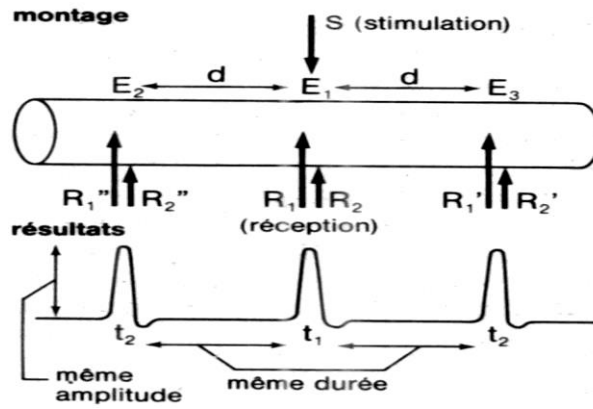 montage
S (stimulation)
E₂ d E₁ d E₃
R₁" R₂" R₁ R₂ R₁' R₂'
résultats (réception)
t₂ t₁ t₂
même amplitude
même durée